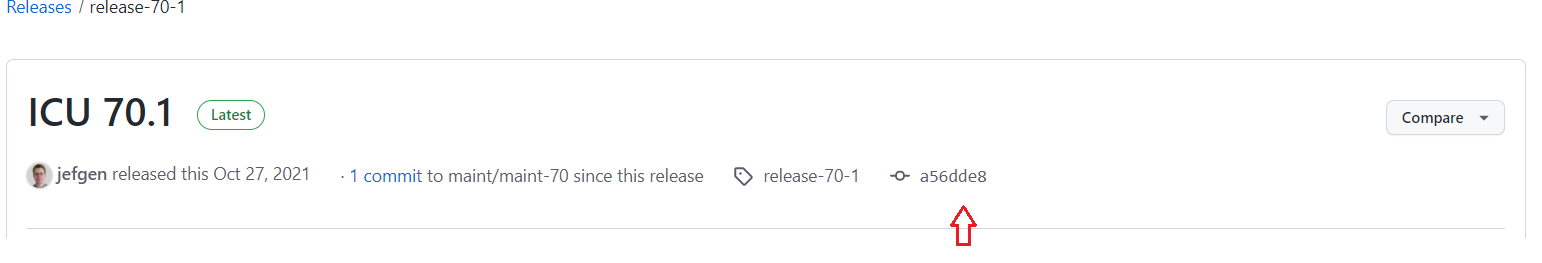 Releases / release-70-1
ICU 70.1 Latest Compare
jefgen released this Oct 27, 2021 · 1 commit to maint/maint-70 since this release release-70-1 a56dde8